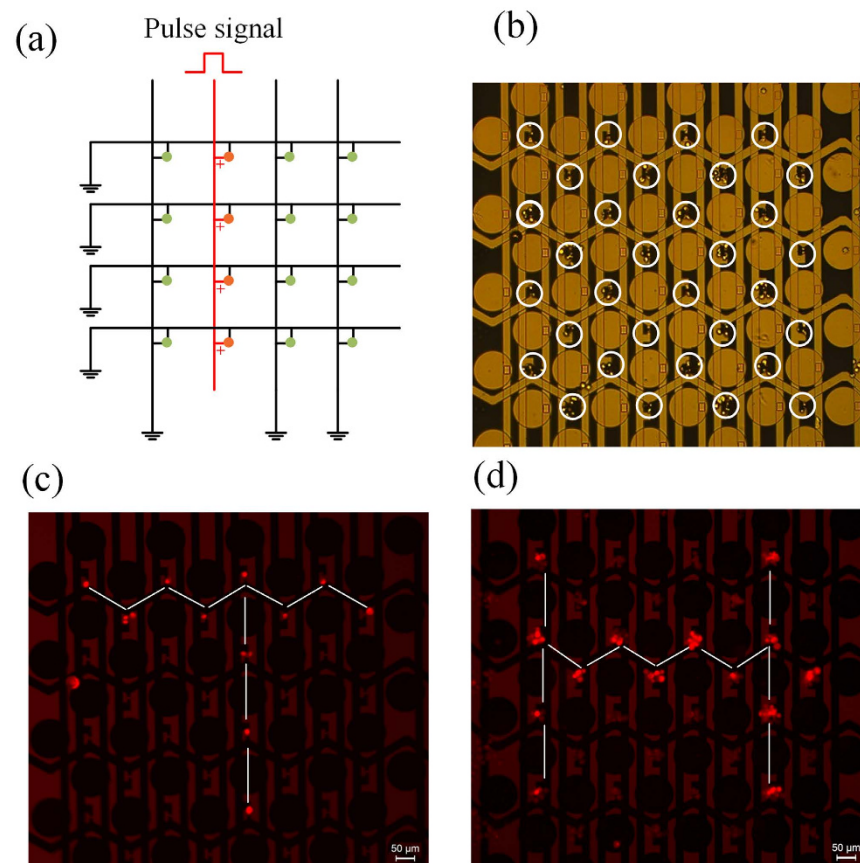 (a)
Pulse signal
+
+
+
+
(b)
(c)
50 µm
(d)
50 µm